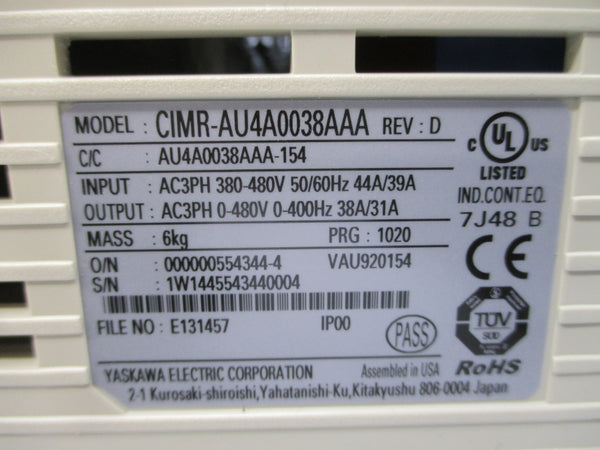 MODEL : CIMR-AU4A0038AAA REV : D
C/C : AU4A0038AAA-154
INPUT : AC3PH 380-480V 50/60Hz 44A/39A
OUTPUT : AC3PH 0-480V 0-400Hz 38A/31A
MASS : 6kg PRG : 1020
O/N : 000000554344-4 VAU920154
S/N : 1W1445543440004
FILE NO : E131457 IP00
PASS
YASKAWA ELECTRIC CORPORATION Assembled in USA
2-1 Kurosaki-shiroishi,Yahatanishi-Ku,Kitakyushu 806-0004 Japan
C UL US
LISTED
IND.CONT.EQ.
7J48 B
CE
TUV
SUD
RoHS